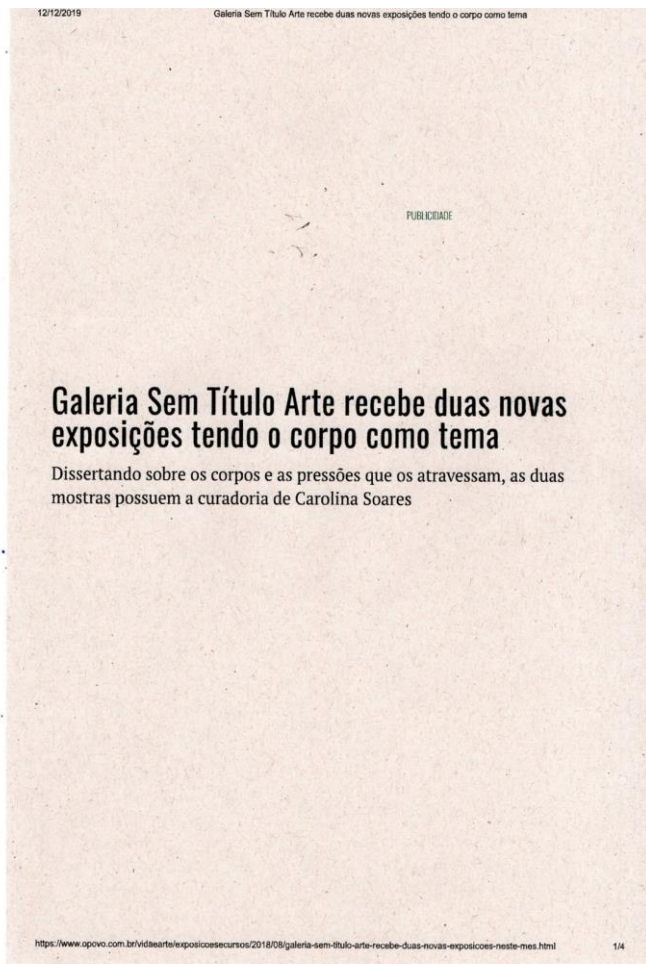 12/12/2019 Galeria Sem Título Arte recebe duas novas exposições tendo o corpo como tema
PUBLICIDADE
Galeria Sem Título Arte recebe duas novas
exposições tendo o corpo como tema
Dissertando sobre os corpos e as pressões que os atravessam, as duas
mostras possuem a curadoria de Carolina Soares
https://www.opovo.com.br/vidaearte/exposicoesecursos/2018/08/galeria-sem-titulo-arte-recebe-duas-novas-exposicoes-neste-mes.html 1/4